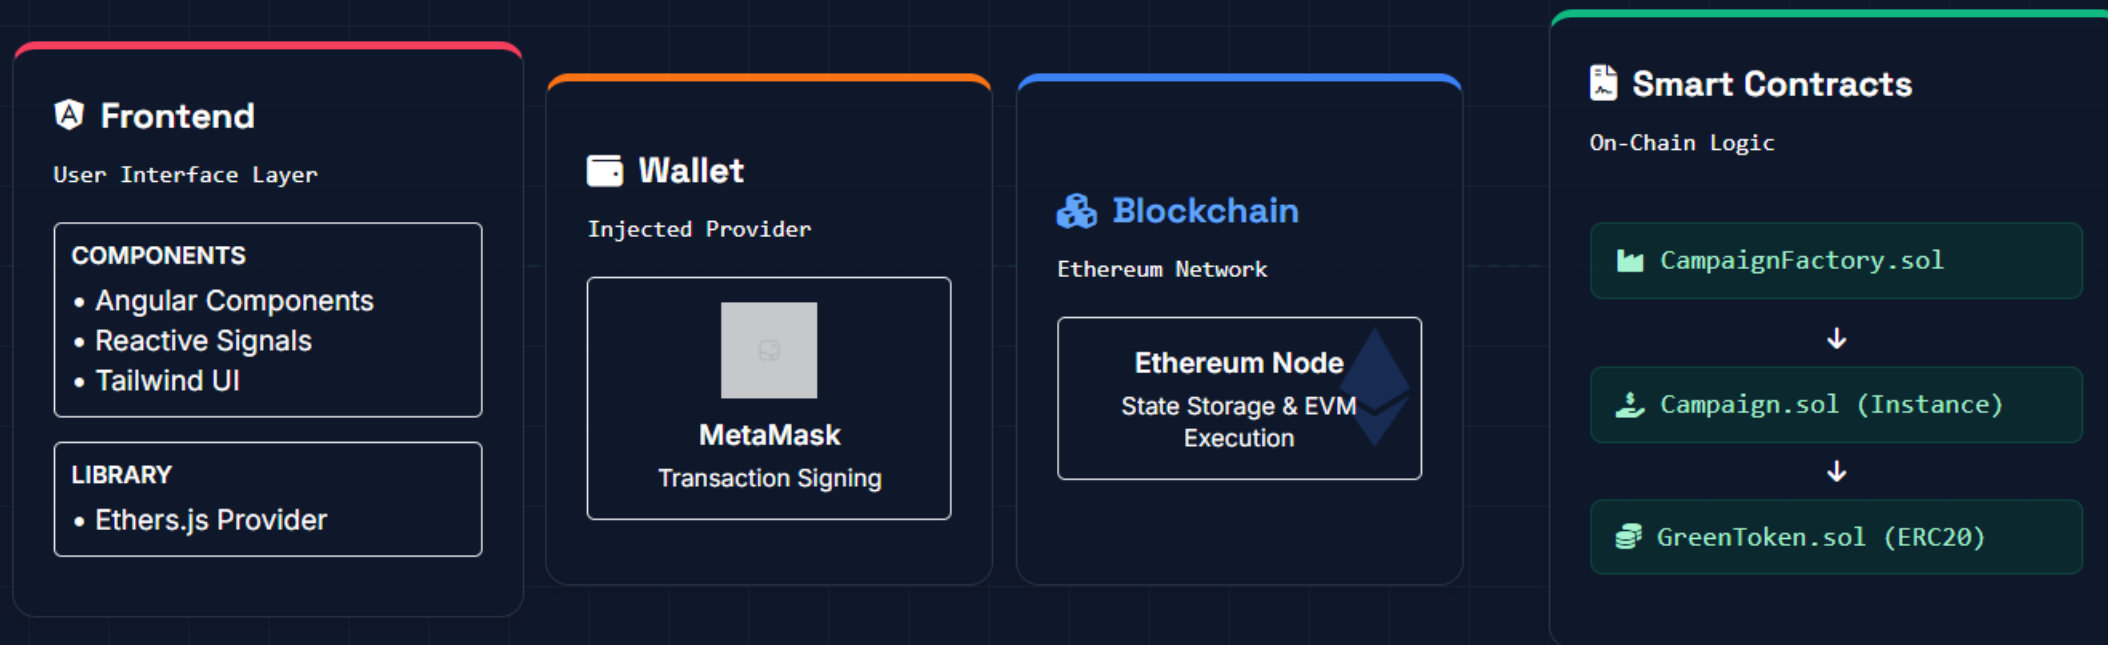 Frontend
User Interface Layer
COMPONENTS
• Angular Components
• Reactive Signals
• Tailwind UI
LIBRARY
• Ethers.js Provider
Wallet
Injected Provider
MetaMask
Transaction Signing
Blockchain
Ethereum Network
Ethereum Node
State Storage & EVM
Execution
Smart Contracts
On-Chain Logic
CampaignFactory.sol
↓
Campaign.sol (Instance)
↓
GreenToken.sol (ERC20)